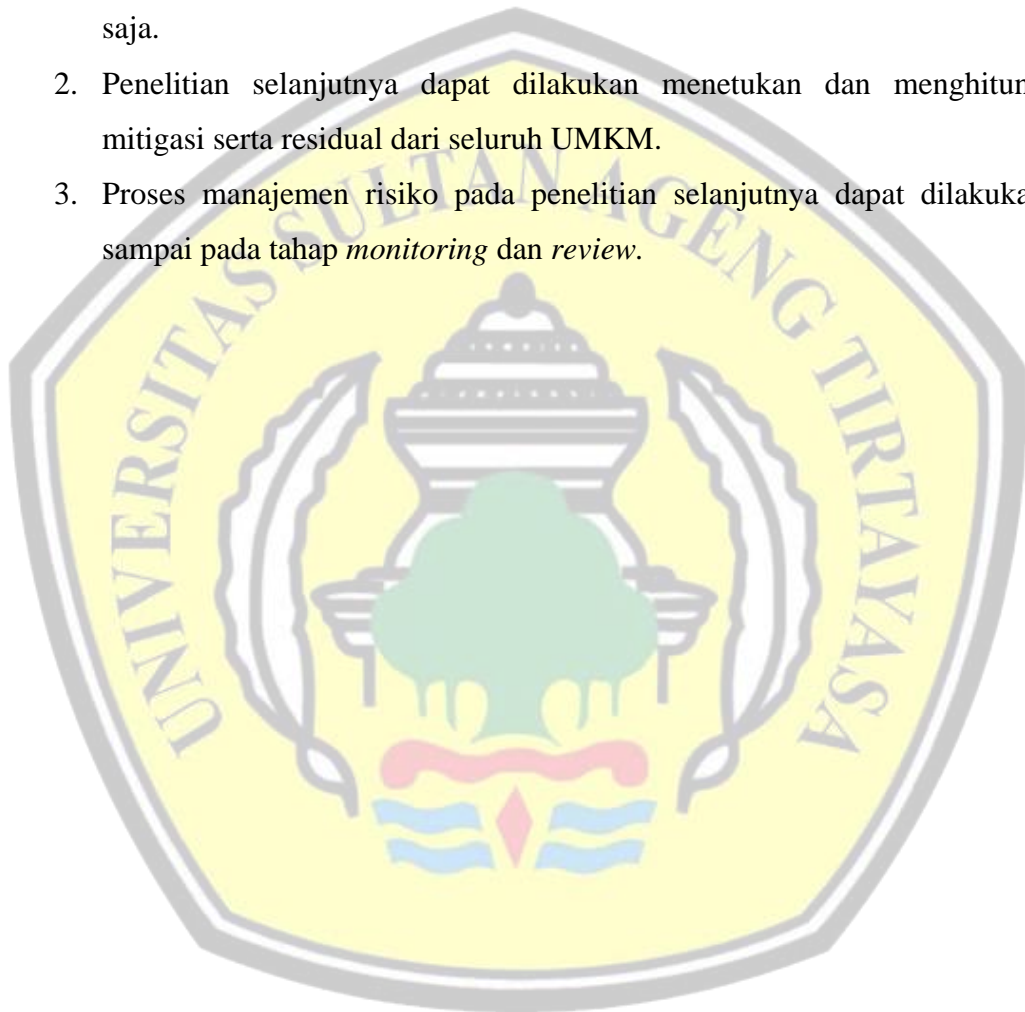 saja.
2. Penelitian selanjutnya dapat dilakukan menetukan dan menghitun
mitigasi serta residual dari seluruh UMKM.
3. Proses manajemen risiko pada penelitian selanjutnya dapat dilakuka
sampai pada tahap monitoring dan review.
UNIVERSITAS SULTAN AGENG TIRTAYASA